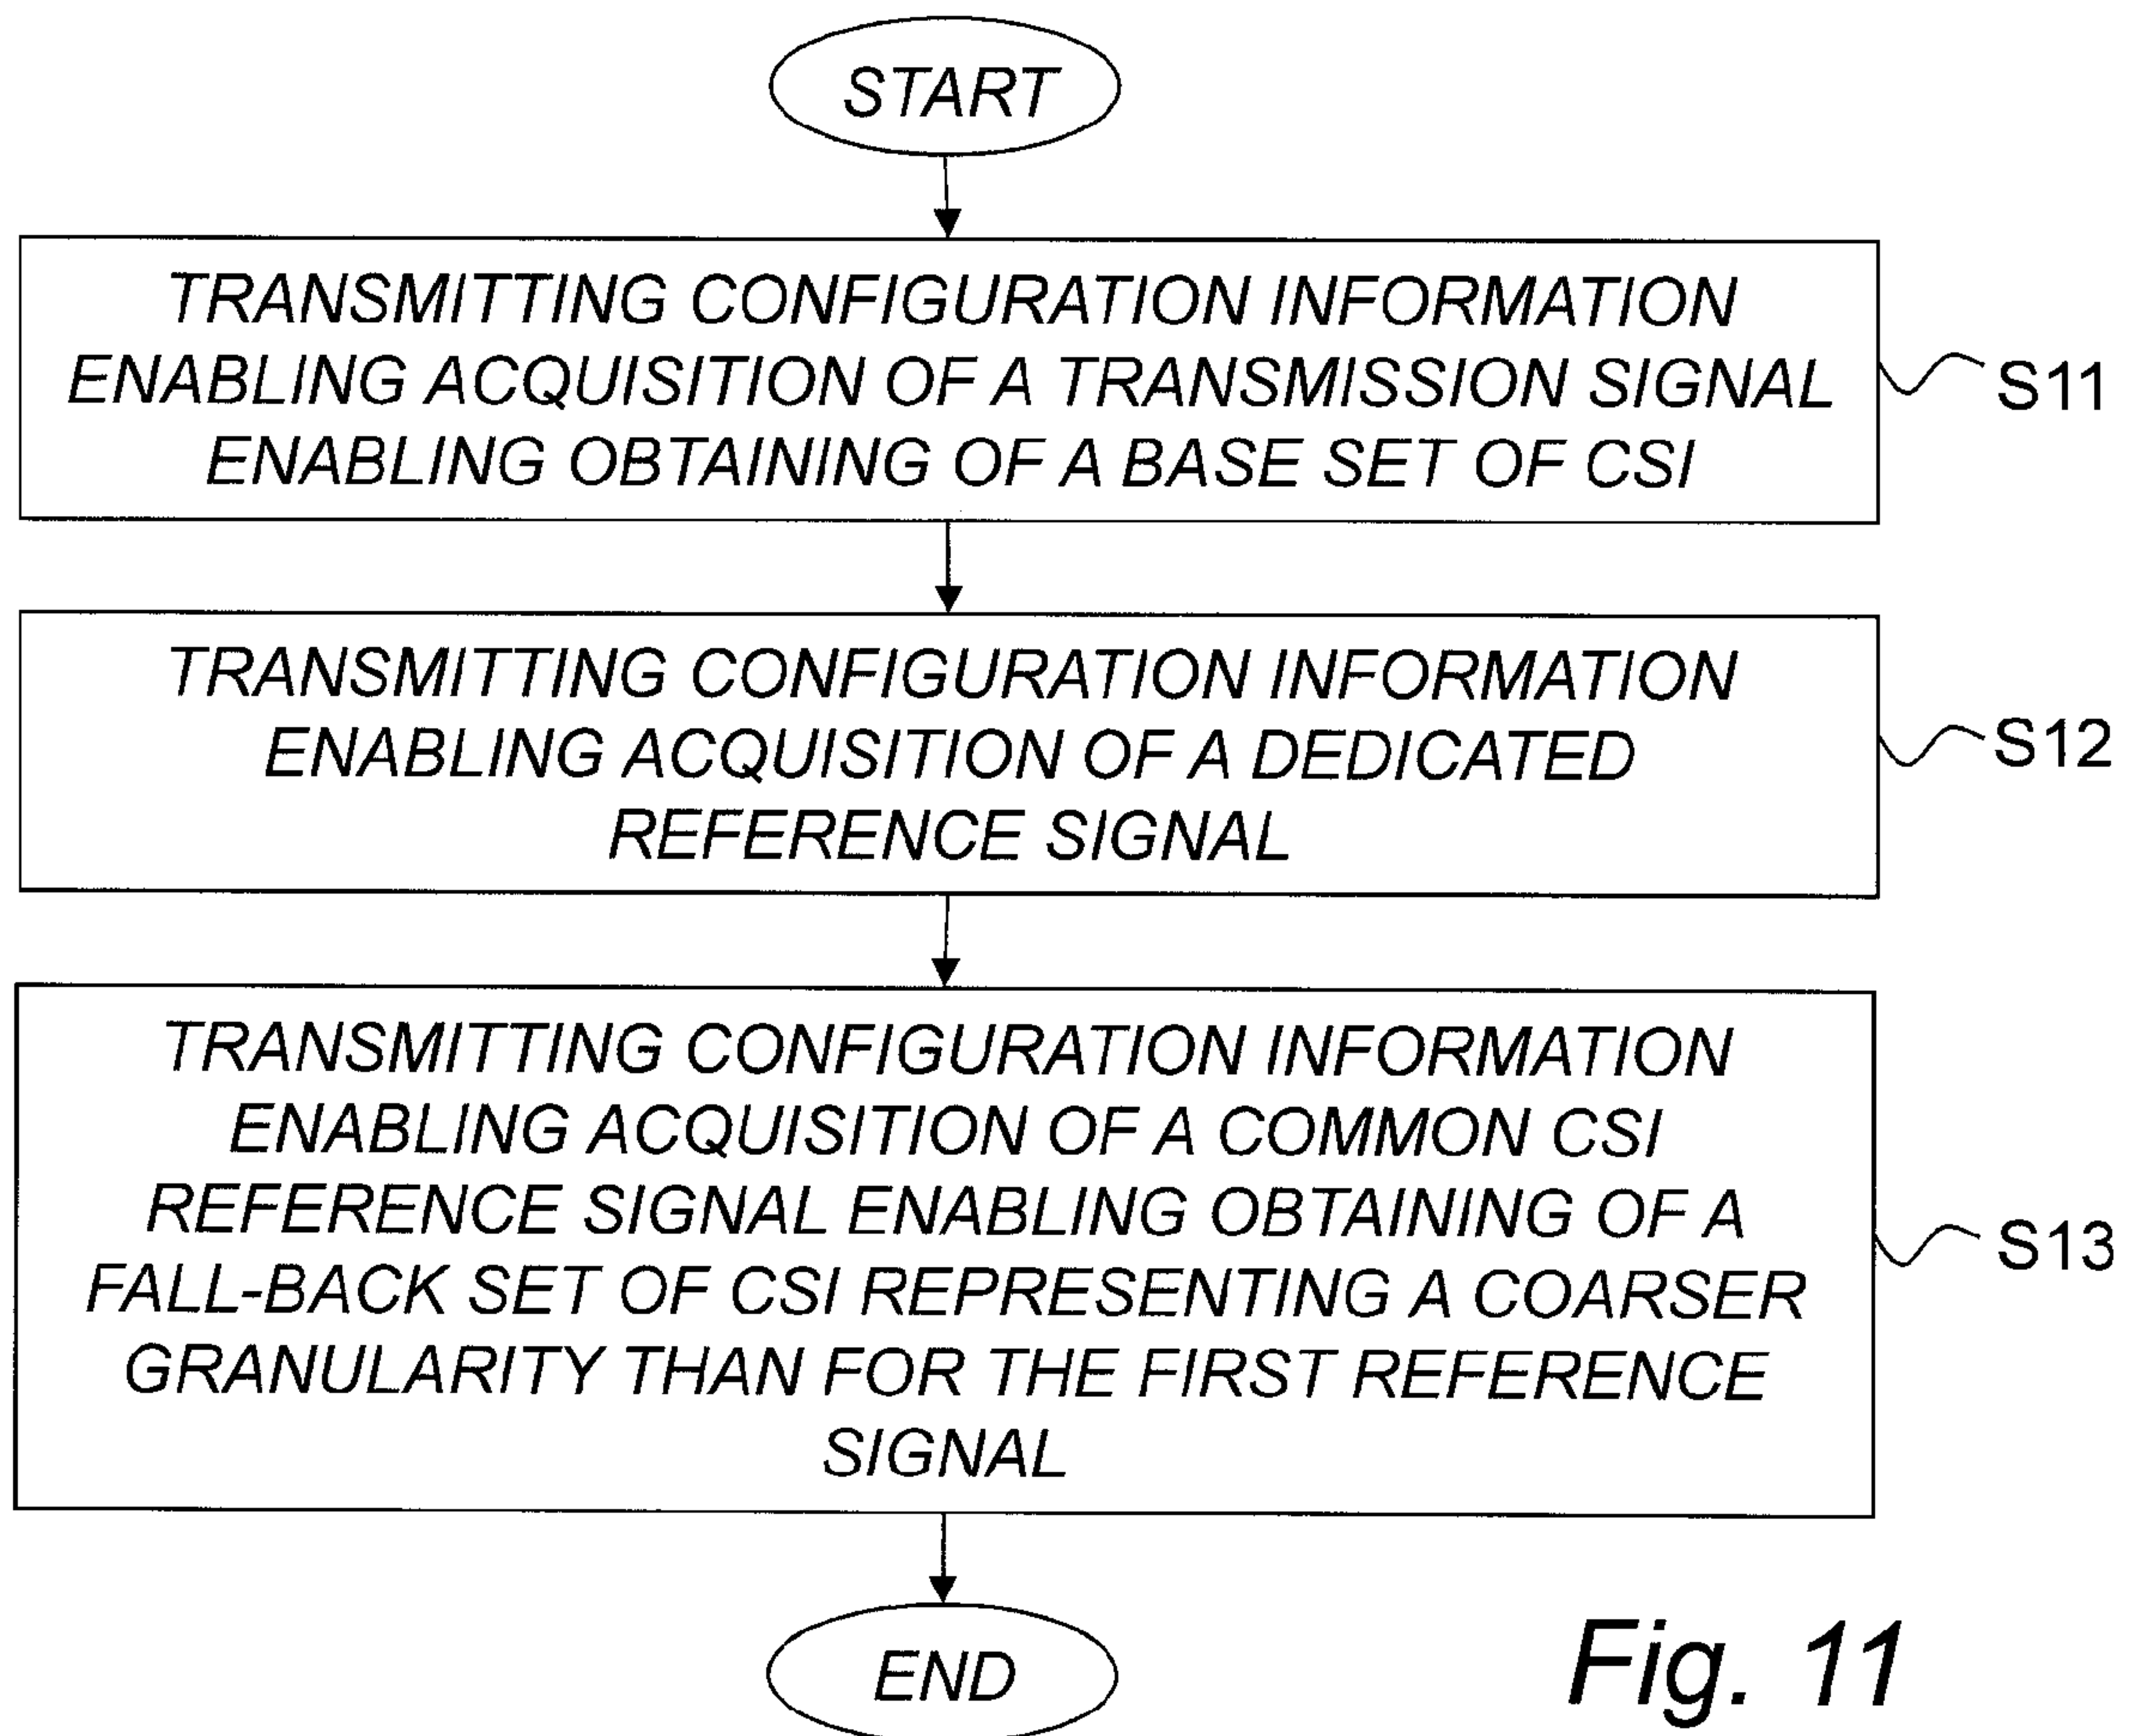 START
TRANSMITTING CONFIGURATION INFORMATION
ENABLING ACQUISITION OF A TRANSMISSION SIGNAL
ENABLING OBTAINING OF A BASE SET OF CSI
S11
TRANSMITTING CONFIGURATION INFORMATION
ENABLING ACQUISITION OF A DEDICATED
REFERENCE SIGNAL
S12
TRANSMITTING CONFIGURATION INFORMATION
ENABLING ACQUISITION OF A COMMON CSI
REFERENCE SIGNAL ENABLING OBTAINING OF A
FALL-BACK SET OF CSI REPRESENTING A COARSER
GRANULARITY THAN FOR THE FIRST REFERENCE
SIGNAL
S13
END
Fig. 11